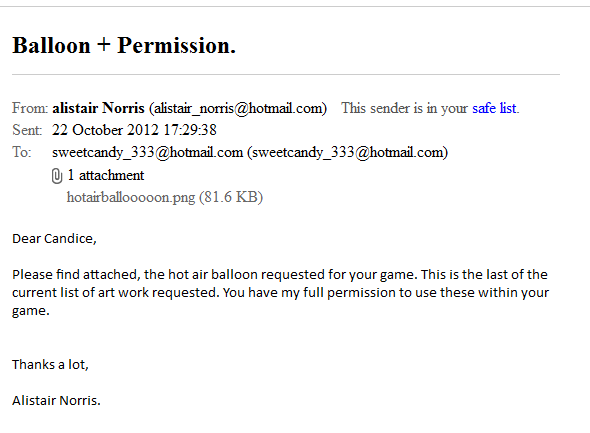 Balloon + Permission.
From: alistair Norris (alistair_norris@hotmail.com) This sender is in your safe list.
Sent: 22 October 2012 17:29:38
To: sweetcandy_333@hotmail.com (sweetcandy_333@hotmail.com)
1 attachment
hotairballooooon.png (81.6 KB)
Dear Candice,
Please find attached, the hot air balloon requested for your game. This is the last of the
current list of art work requested. You have my full permission to use these within your
game.
Thanks a lot,
Alistair Norris.